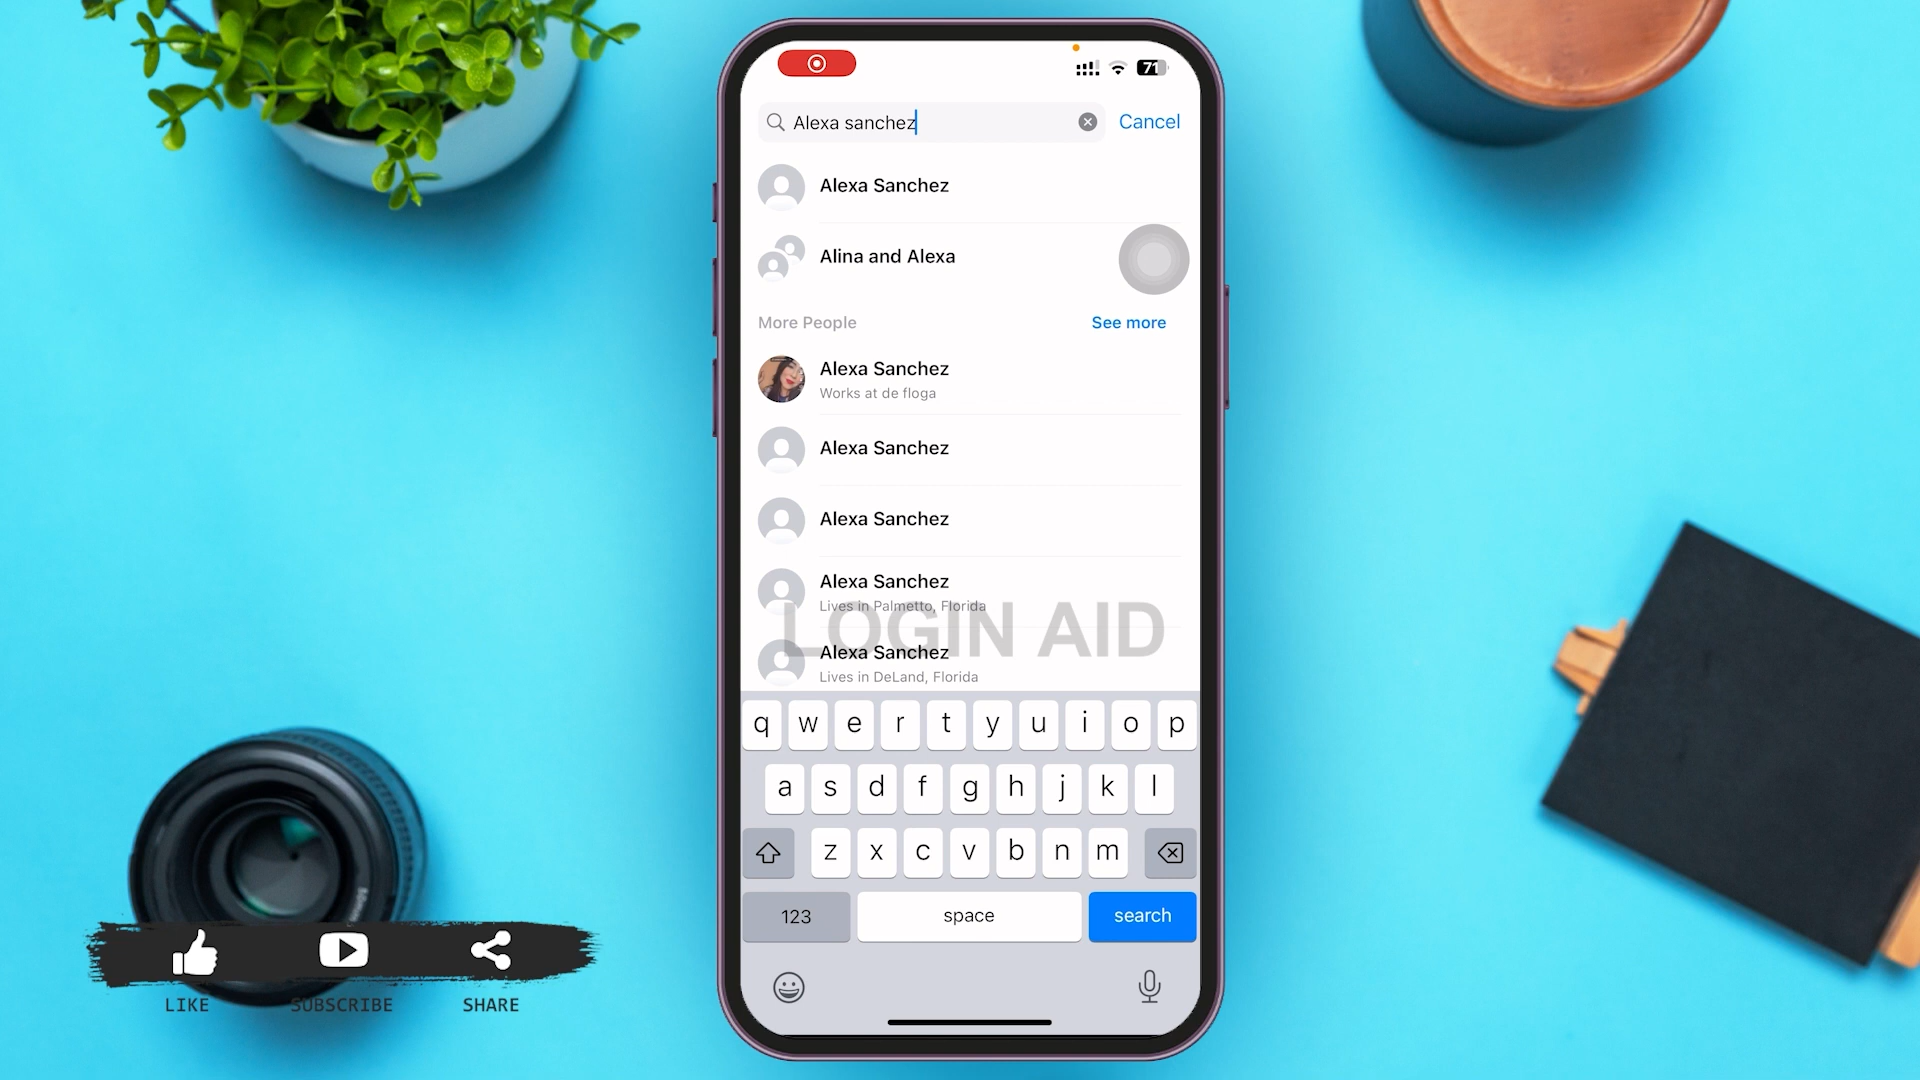 71
Alexa sanchez
Cancel
Alexa Sanchez
Alina and Alexa
More People
See more
Alexa Sanchez
Works at de floga
Alexa Sanchez
Alexa Sanchez
Alexa Sanchez
Lives in Palmetto, Florida
LOGIN AID
Alexa Sanchez
Lives in DeLand, Florida
q w e r t y u i o p
a s d f g h j k l
z x c v b n m
123
space
search
LIKE
SUBSCRIBE
SHARE